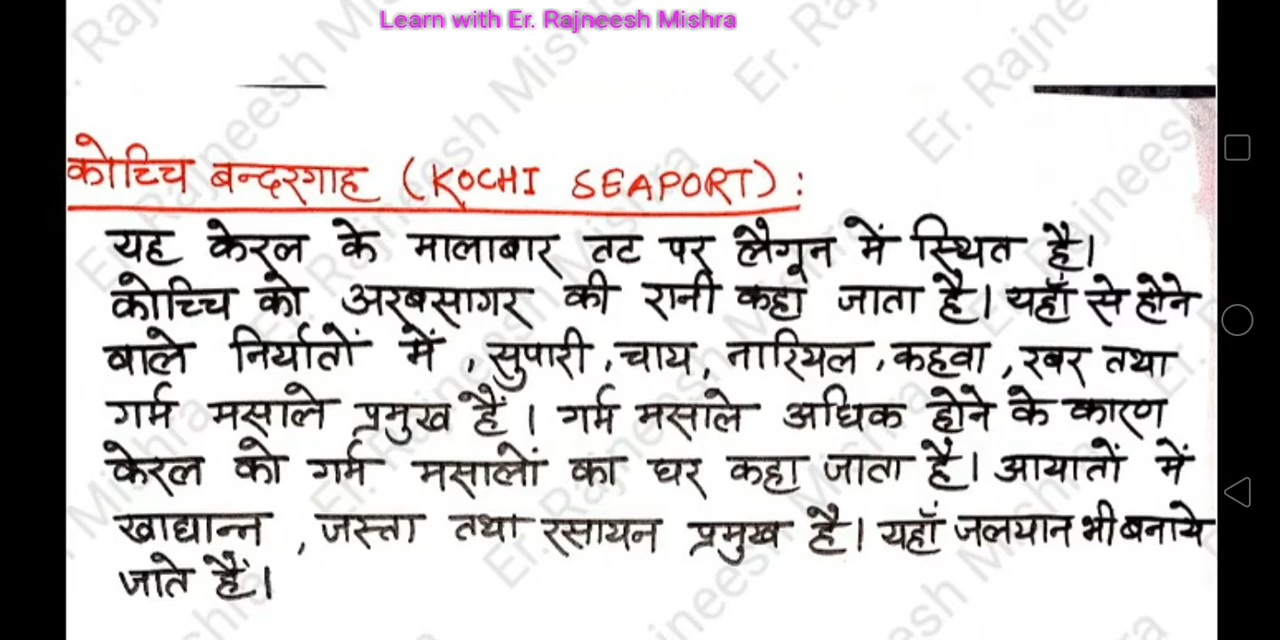 Learn with Er. Rajneesh Mishra
कोच्चि बन्दरगाह (KOCHI SEAPORT) :
यह केरल के मालाबार तट पर लैगून में स्थित है।
कोच्चि को अरबसागर की रानी कहा जाता है। यहाँ से होने
बाले निर्यातों में , सुपारी , चाय, नारियल , कहवा , रबर तथा
गर्म मसाले प्रमुख हैं। गर्म मसाले अधिक होने के कारण
केरल को गर्म मसालों का घर कहा जाता है। आयातों में
खाद्यान्न , जस्ता तथा रसायन प्रमुख है। यहाँ जलयान भी बनाये
जाते हैं।